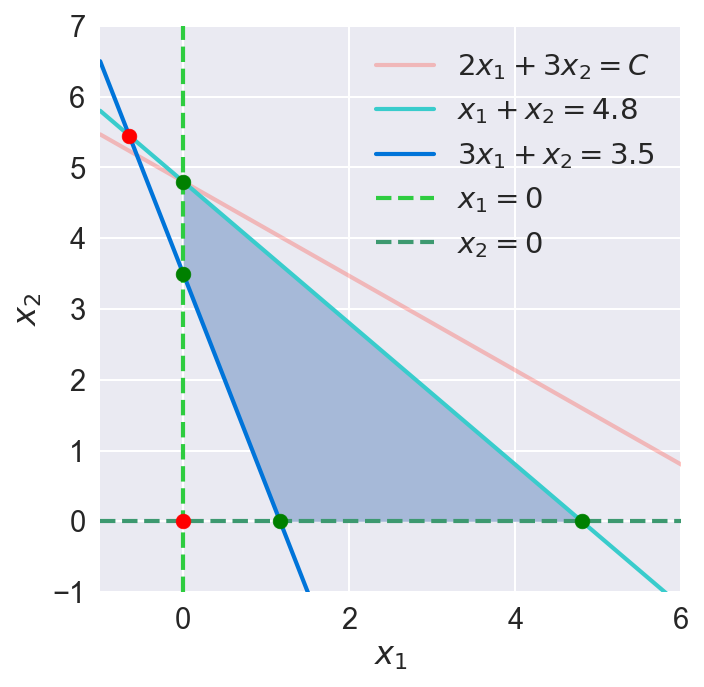 7
6
5
4
3
2
1
0
−1
0 2 4 6
x₁
x₂
2x₁ + 3x₂ = C
x₁ + x₂ = 4.8
3x₁ + x₂ = 3.5
x₁ = 0
x₂ = 0